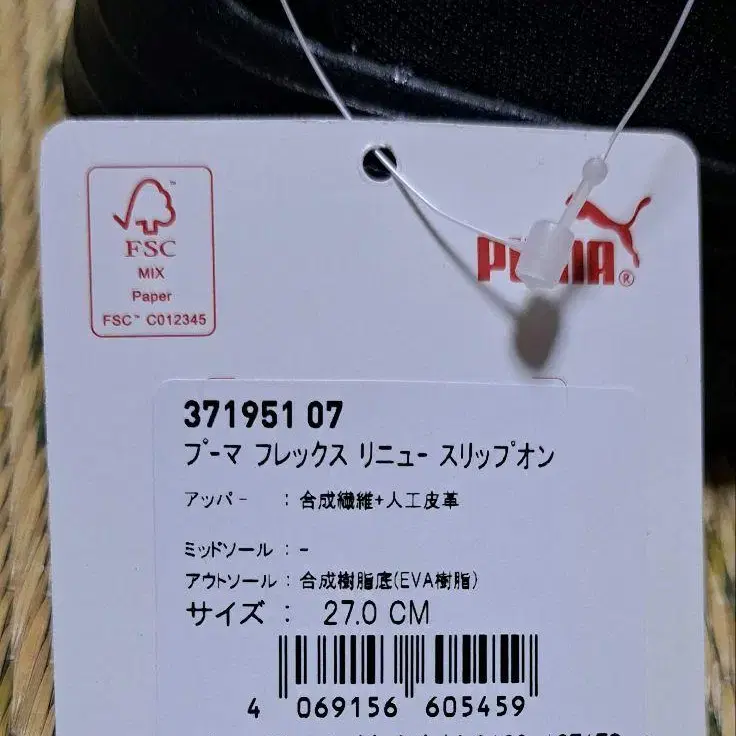 FSC
MIX
Paper
FSC™ C012345
PUMA®
371951 07
プーマ フレックス リニュー スリップオン
アッパー : 合成繊維+人工皮革
ミッドソール : -
アウトソール : 合成樹脂底(EVA樹脂)
サイズ : 27.0 CM
4 069156 605459